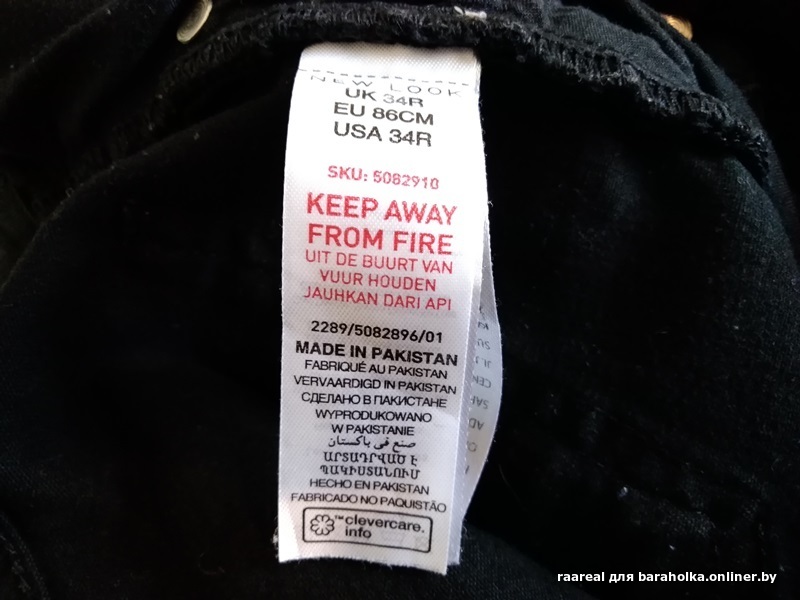 NEW LOOK
UK 34R
EU 86CM
USA 34R
SKU: 5082910
KEEP AWAY
FROM FIRE
UIT DE BUURT VAN
VUUR HOUDEN
JAUHKAN DARI API
2289/5082896/01
MADE IN PAKISTAN
FABRIQUÉ AU PAKISTAN
VERVAARDIGD IN PAKISTAN
СДЕЛАНО В ПАКИСТАНЕ
WYPRODUKOWANO
W PAKISTANIE
صنع في باكستان
ԱՐՏԱԴՐՎԱԾ Է
ՊԱԿԻՍՏԱՆՈՒՄ
HECHO EN PAKISTAN
FABRICADO NO PAQUISTÃO
™clevercare.
info
raareal для baraholka.onliner.by